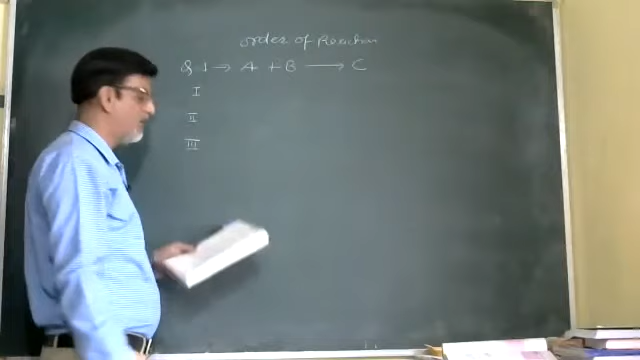 order of Reaction
Q 1 → A + B ⟶ C
I
II
III